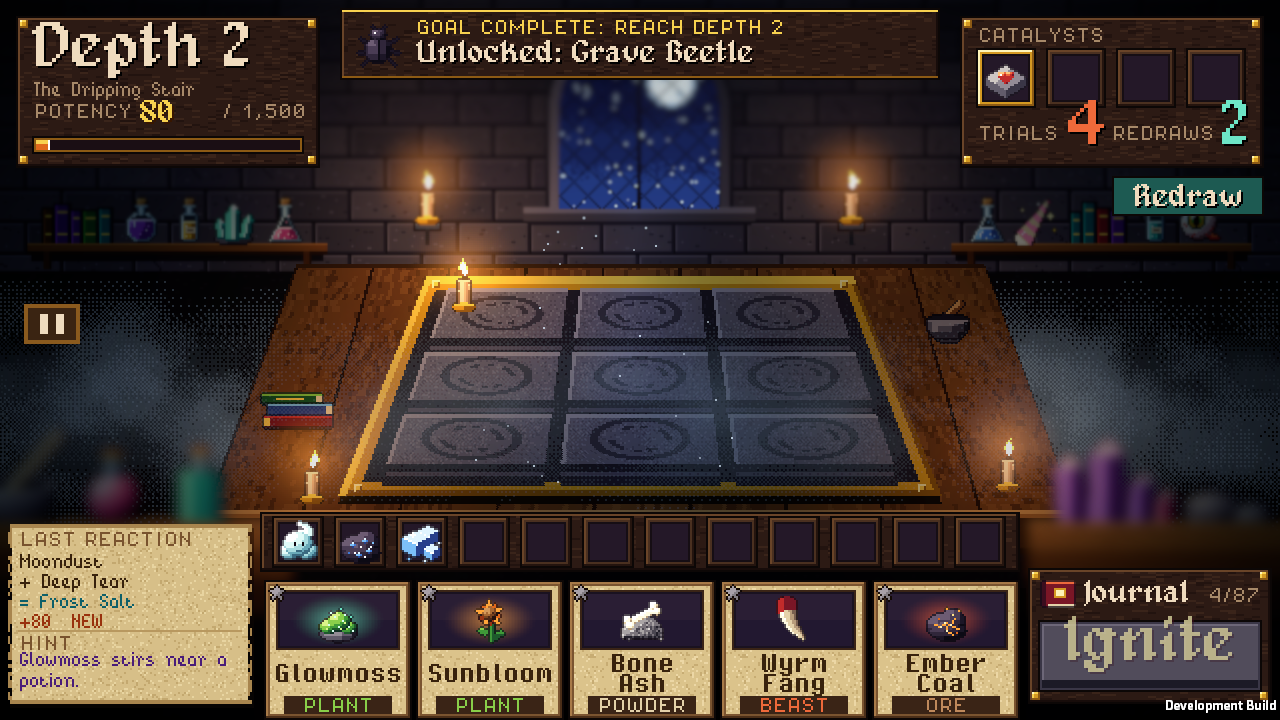 Depth 2
The Dripping Stair
POTENCY 80 / 1,500
GOAL COMPLETE: REACH DEPTH 2
Unlocked: Grave Beetle
CATALYSTS
TRIALS 4 REDRAWS 2
Redraw
LAST REACTION
Moondust
+ Deep Tear
= Frost Salt
+80 NEW
HINT
Glowmoss stirs near a
potion.
Glowmoss
PLANT
Sunbloom
PLANT
Bone
Ash
POWDER
Wyrm
Fang
BEAST
Ember
Coal
ORE
Journal 4/87
Ignite
Development Build